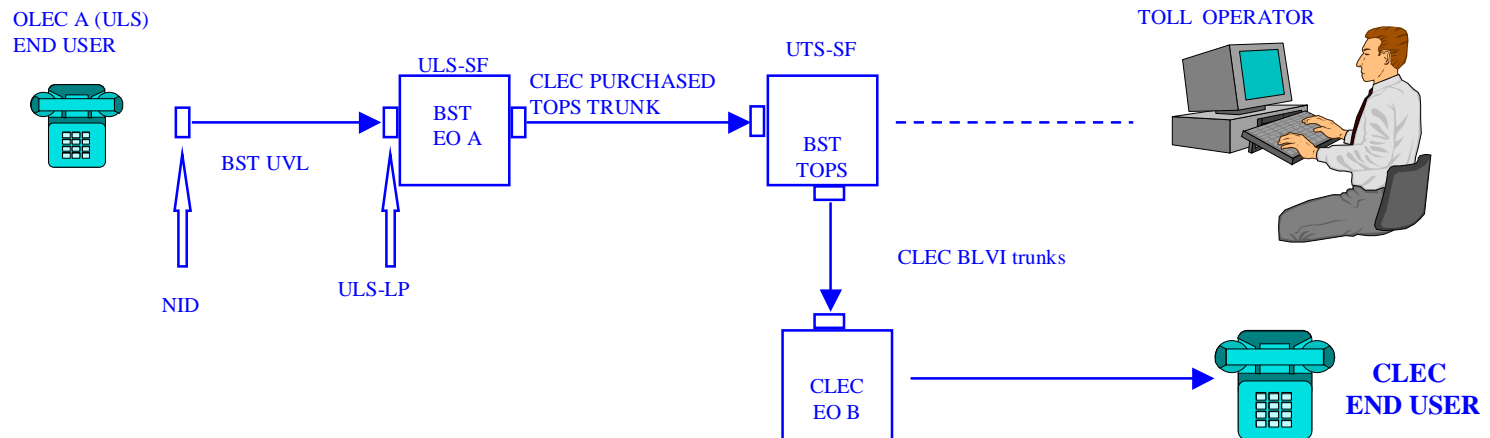 OLEC A (ULS)
END USER
TOLL OPERATOR
UTS-SF
ULS-SF
CLEC PURCHASED
TOPS TRUNK
BST
EO A
BST UVL
BST
TOPS
NID
ULS-LP
CLEC BLVI trunks
CLEC
EO B
CLEC
END USER